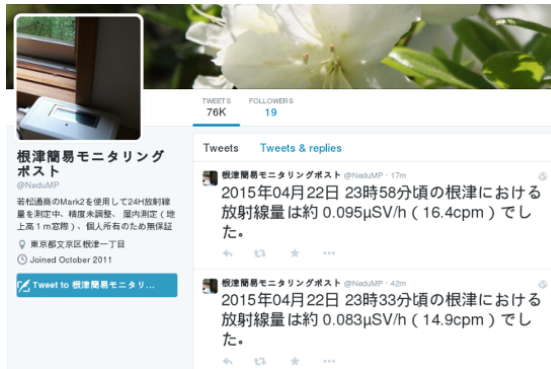 TWEETS
FOLLOWERS
76K
19
根津簡易モニタリング
ポスト
@NeduMP
若松通商のMark2を使用して24H放射線
量を測定中、精度未調整、 屋内測定（地
上高１m窓際）、個人所有のため無保証
東京都文京区根津一丁目
Joined October 2011
Tweet to 根津簡易モニタリ...
Tweets
Tweets & replies
根津簡易モニタリングポスト @NeduMP · 17m
2015年04月22日 23時58分頃の根津における
放射線量は約 0.095μSV/h（16.4cpm）でし
た。
根津簡易モニタリングポスト @NeduMP · 42m
2015年04月22日 23時33分頃の根津における
放射線量は約 0.083μSV/h（14.9cpm）でし
た。